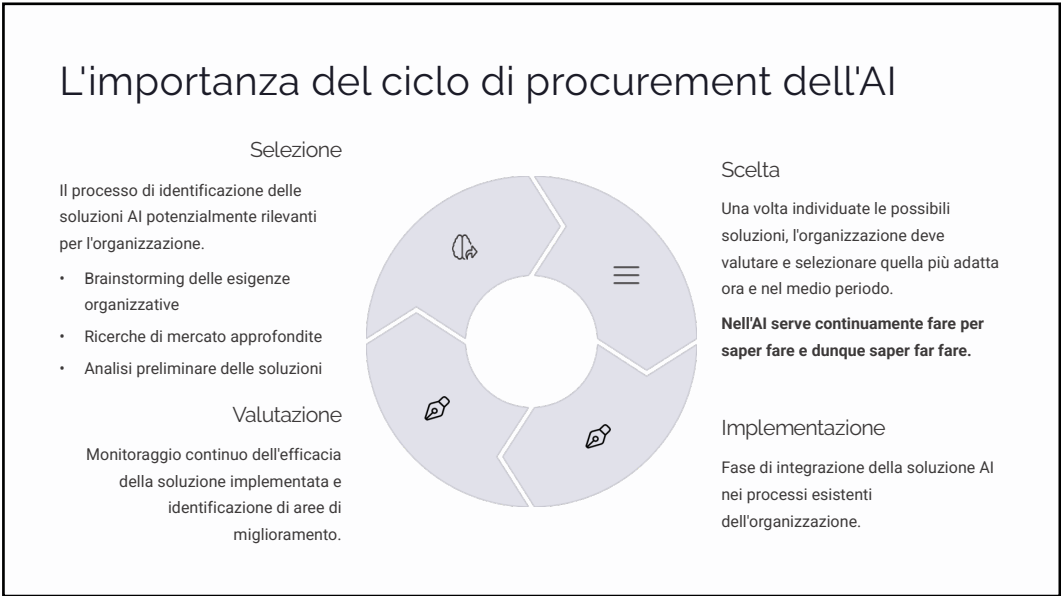 L'importanza del ciclo di procurement dell'AI
Selezione
Il processo di identificazione delle
soluzioni AI potenzialmente rilevanti
per l'organizzazione.
• Brainstorming delle esigenze
organizzative
• Ricerche di mercato approfondite
• Analisi preliminare delle soluzioni
Scelta
Una volta individuate le possibili
soluzioni, l'organizzazione deve
valutare e selezionare quella più adatta
ora e nel medio periodo.
Nell'AI serve continuamente fare per
saper fare e dunque saper far fare.
Valutazione
Monitoraggio continuo dell'efficacia
della soluzione implementata e
identificazione di aree di
miglioramento.
Implementazione
Fase di integrazione della soluzione AI
nei processi esistenti
dell'organizzazione.